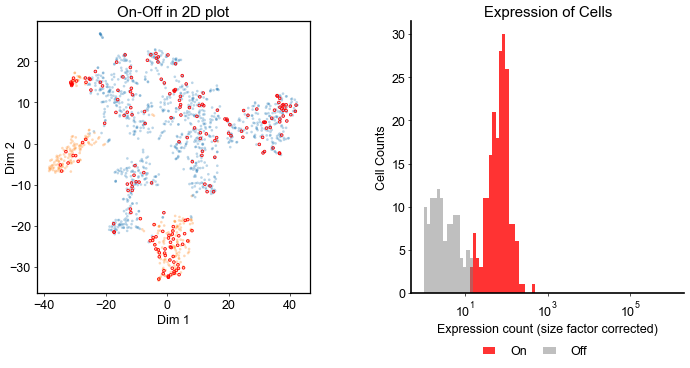 On-Off in 2D plot
Dim 2
20
10
0
−10
−20
−30
−40
−20
0
20
40
Dim 1
Expression of Cells
Cell Counts
30
25
20
15
10
5
0
10^1
10^3
10^5
Expression count (size factor corrected)
On
Off